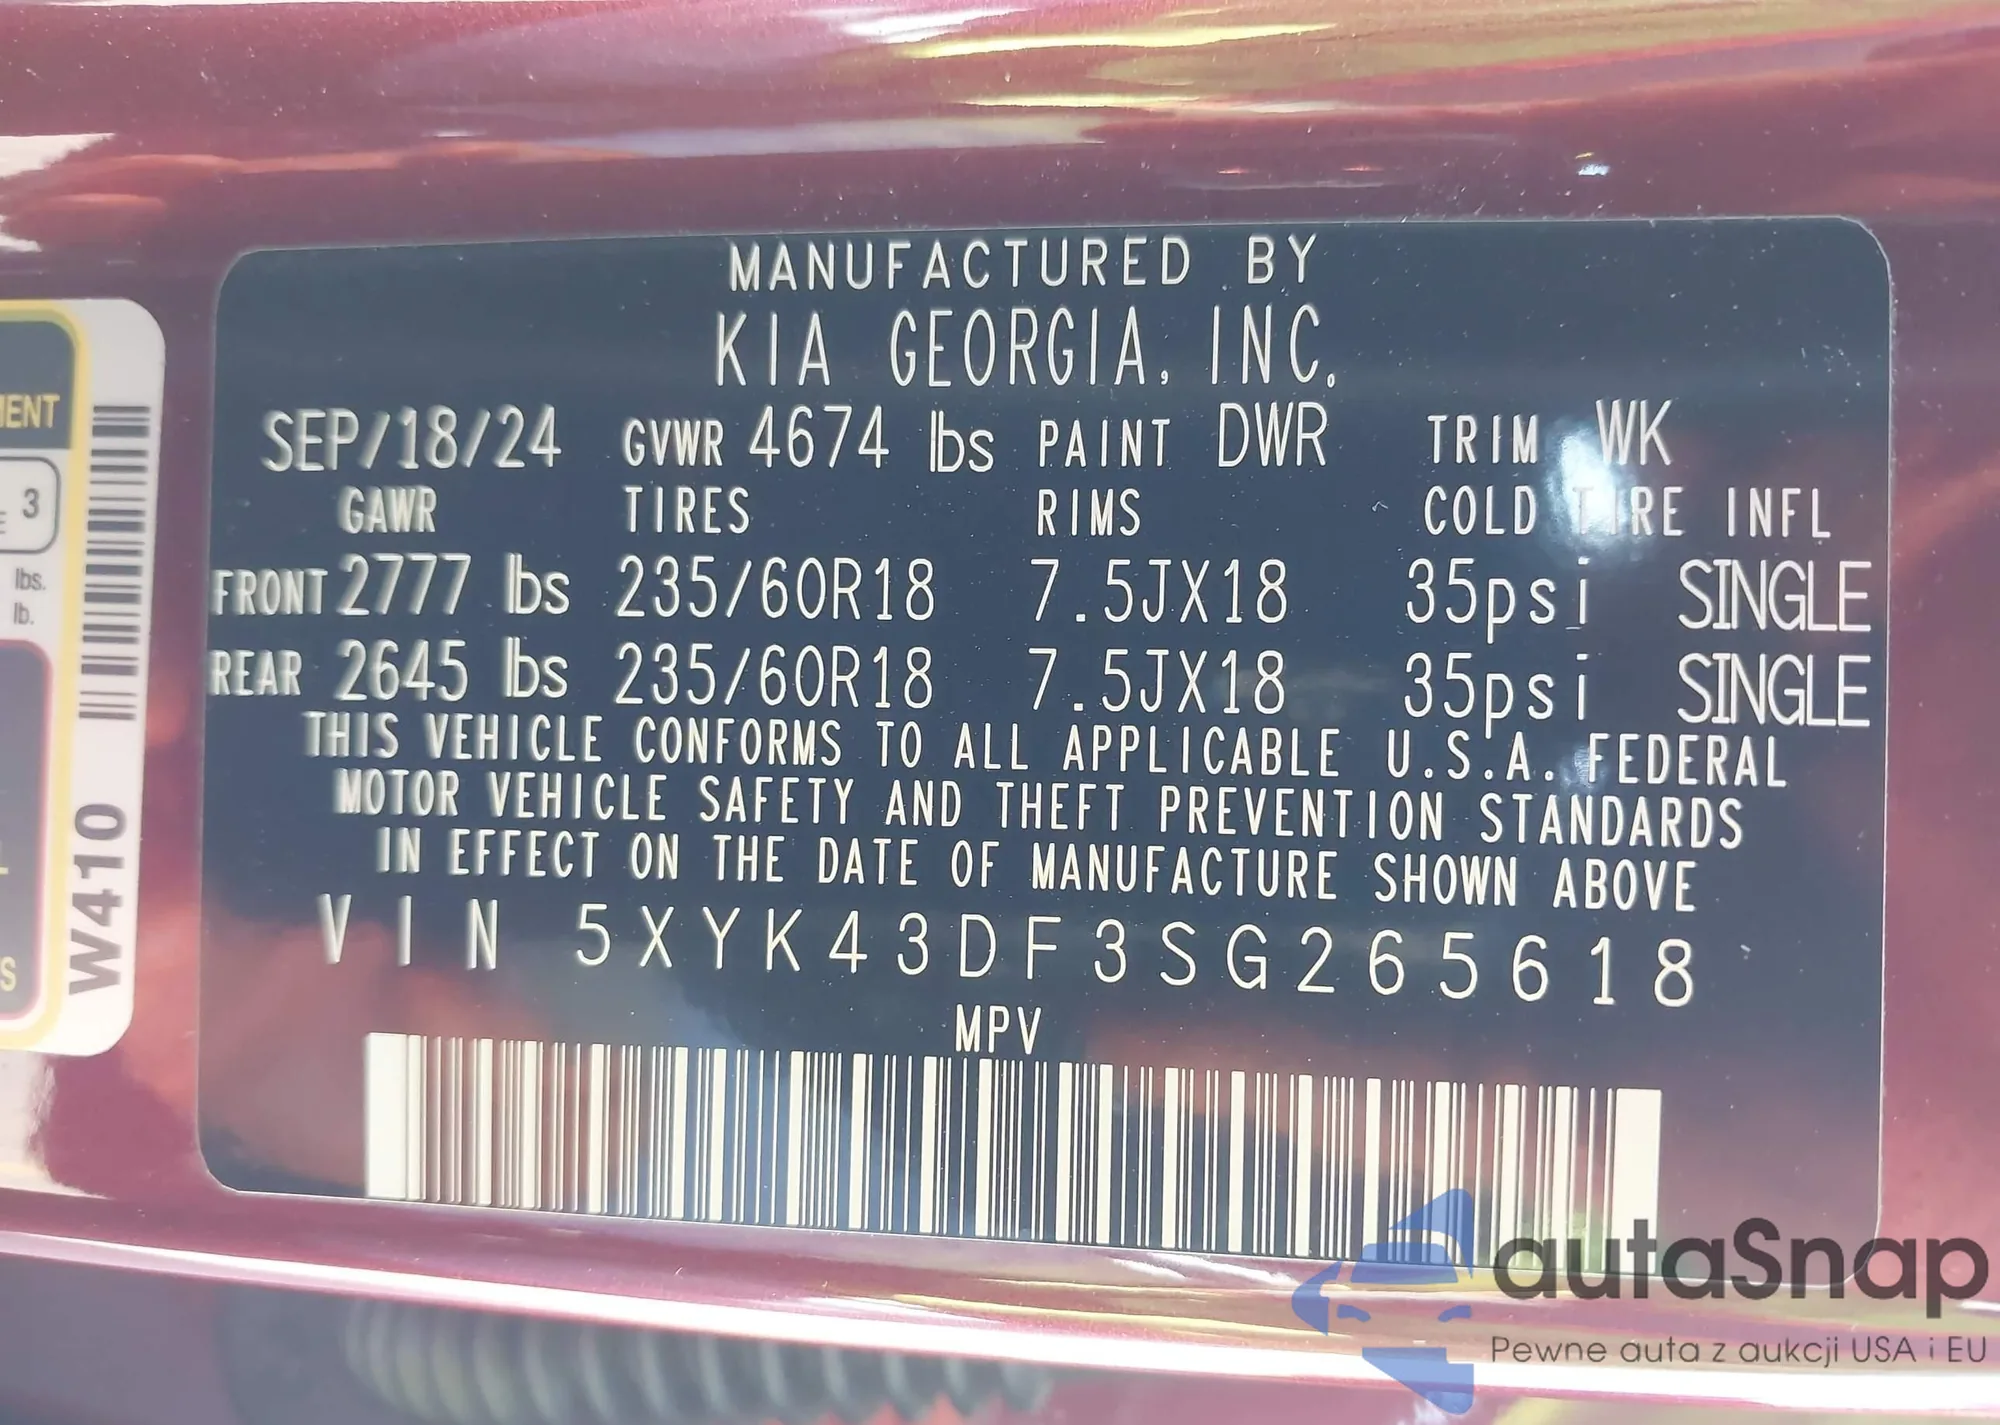 MANUFACTURED BY
KIA GEORGIA, INC.
SEP/18/24 GVWR 4674 lbs PAINT DWR TRIM WK
GAWR TIRES RIMS COLD TIRE INFL
FRONT 2777 lbs 235/60R18 7.5JX18 35psi SINGLE
REAR 2645 lbs 235/60R18 7.5JX18 35psi SINGLE
THIS VEHICLE CONFORMS TO ALL APPLICABLE U.S.A. FEDERAL
MOTOR VEHICLE SAFETY AND THEFT PREVENTION STANDARDS
IN EFFECT ON THE DATE OF MANUFACTURE SHOWN ABOVE
VIN 5XYK43DF3SG265618
MPV
3
lbs.
lb.
W410
autaSnap
Pewne auta z aukcji USA i EU